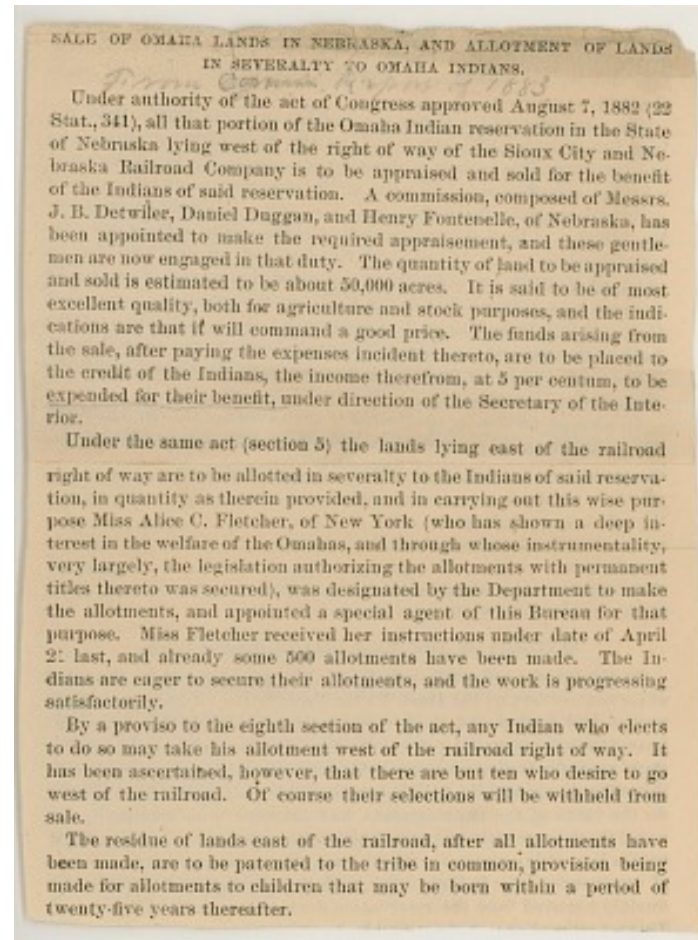 SALE OF OMAHA LANDS IN NEBRASKA, AND ALLOTMENT OF LANDS
IN SEVERALTY TO OMAHA INDIANS.
From Report of 1883
Under authority of the act of Congress approved August 7, 1882 (22
Stat., 341), all that portion of the Omaha Indian reservation in the State
of Nebraska lying west of the right of way of the Sioux City and Ne-
braska Railroad Company is to be appraised and sold for the benefit
of the Indians of said reservation. A commission, composed of Messrs.
J. B. Detwiler, Daniel Duggan, and Henry Fontenelle, of Nebraska, has
been appointed to make the required appraisement, and these gentle-
men are now engaged in that duty. The quantity of land to be appraised
and sold is estimated to be about 50,000 acres. It is said to be of most
excellent quality, both for agriculture and stock purposes, and the indi-
cations are that it will command a good price. The funds arising from
the sale, after paying the expenses incident thereto, are to be placed to
the credit of the Indians, the income therefrom, at 5 per centum, to be
expended for their benefit, under direction of the Secretary of the Inte-
rior.
Under the same act (section 5) the lands lying east of the railroad
right of way are to be allotted in severalty to the Indians of said reserva-
tion, in quantity as therein provided, and in carrying out this wise pur-
pose Miss Alice C. Fletcher, of New York (who has shown a deep in-
terest in the welfare of the Omahas, and through whose instrumentality,
very largely, the legislation authorizing the allotments with permanent
titles thereto was secured), was designated by the Department to make
the allotments, and appointed a special agent of this Bureau for that
purpose. Miss Fletcher received her instructions under date of April
21 last, and already some 500 allotments have been made. The In-
dians are eager to secure their allotments, and the work is progressing
satisfactorily.
By a proviso to the eighth section of the act, any Indian who elects
to do so may take his allotment west of the railroad right of way. It
has been ascertained, however, that there are but ten who desire to go
west of the railroad. Of course their selections will be withheld from
sale.
The residue of lands east of the railroad, after all allotments have
been made, are to be patented to the tribe in common, provision being
made for allotments to children that may be born within a period of
twenty-five years thereafter.